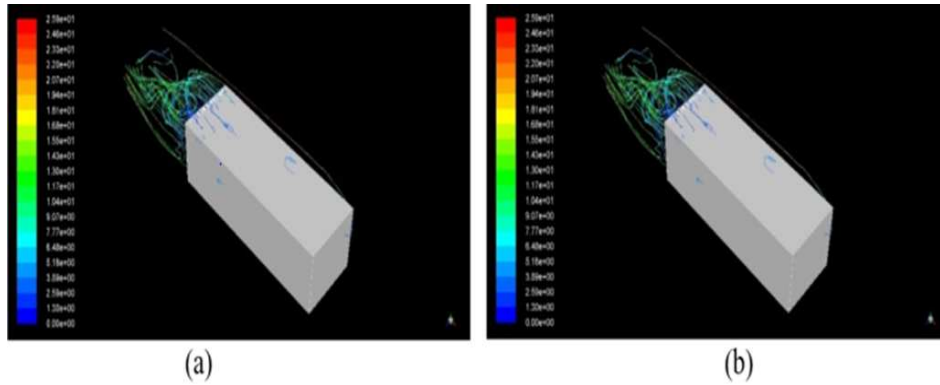 2.59e+01
2.46e+01
2.33e+01
2.20e+01
2.07e+01
1.94e+01
1.81e+01
1.68e+01
1.55e+01
1.43e+01
1.30e+01
1.17e+01
1.04e+01
9.07e+00
7.77e+00
6.48e+00
5.18e+00
3.89e+00
2.59e+00
1.30e+00
0.00e+00
(a)
2.59e+01
2.46e+01
2.33e+01
2.20e+01
2.07e+01
1.94e+01
1.81e+01
1.68e+01
1.55e+01
1.43e+01
1.30e+01
1.17e+01
1.04e+01
9.07e+00
7.77e+00
6.48e+00
5.18e+00
3.89e+00
2.59e+00
1.30e+00
0.00e+00
(b)